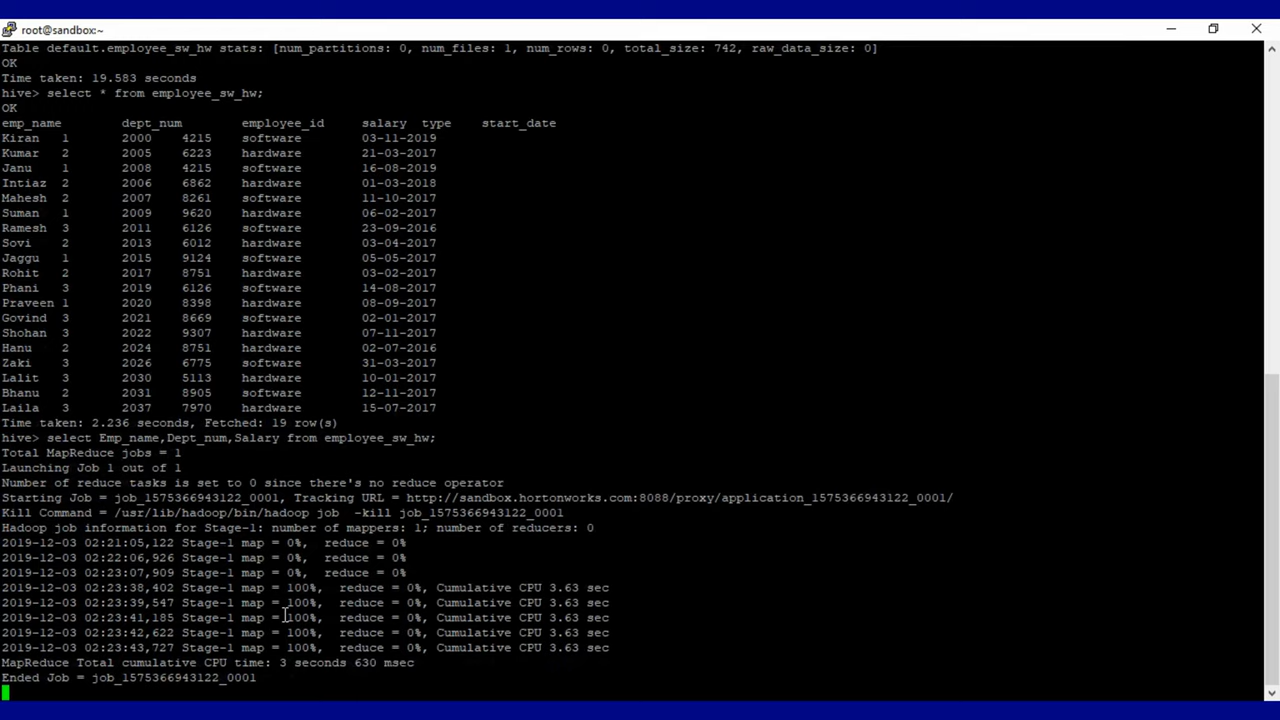 root@sandbox:~
Table default.employee_sw_hw stats: [num_partitions: 0, num_files: 1, num_rows: 0, total_size: 742, raw_data_size: 0]
OK
Time taken: 19.583 seconds
hive> select * from employee_sw_hw;
OK
emp_name dept_num employee_id salary type start_date
Kiran 1 2000 4215 software 03-11-2019
Kumar 2 2005 6223 hardware 21-03-2017
Janu 1 2008 4215 software 16-08-2019
Intiaz 2 2006 6862 hardware 01-03-2018
Mahesh 2 2007 8261 software 11-10-2017
Suman 1 2009 9620 hardware 06-02-2017
Ramesh 3 2011 6126 software 23-09-2016
Sovi 2 2013 6012 hardware 03-04-2017
Jaggu 1 2015 9124 software 05-05-2017
Rohit 2 2017 8751 hardware 03-02-2017
Phani 3 2019 6126 software 14-08-2017
Praveen 1 2020 8398 hardware 08-09-2017
Govind 3 2021 8669 software 02-01-2017
Shohan 3 2022 9307 hardware 07-11-2017
Hanu 2 2024 8751 hardware 02-07-2016
Zaki 3 2026 6775 software 31-03-2017
Lalit 3 2030 5113 hardware 10-01-2017
Bhanu 2 2031 8905 software 12-11-2017
Laila 3 2037 7970 hardware 15-07-2017
Time taken: 2.236 seconds, Fetched: 19 row(s)
hive> select Emp_name,Dept_num,Salary from employee_sw_hw;
Total MapReduce jobs = 1
Launching Job 1 out of 1
Number of reduce tasks is set to 0 since there's no reduce operator
Starting Job = job_1575366943122_0001, Tracking URL = http://sandbox.hortonworks.com:8088/proxy/application_1575366943122_0001/
Kill Command = /usr/lib/hadoop/bin/hadoop job -kill job_1575366943122_0001
Hadoop job information for Stage-1: number of mappers: 1; number of reducers: 0
2019-12-03 02:21:05,122 Stage-1 map = 0%, reduce = 0%
2019-12-03 02:22:06,926 Stage-1 map = 0%, reduce = 0%
2019-12-03 02:23:07,909 Stage-1 map = 0%, reduce = 0%
2019-12-03 02:23:38,402 Stage-1 map = 100%, reduce = 0%, Cumulative CPU 3.63 sec
2019-12-03 02:23:39,547 Stage-1 map = 100%, reduce = 0%, Cumulative CPU 3.63 sec
2019-12-03 02:23:41,185 Stage-1 map = 100%, reduce = 0%, Cumulative CPU 3.63 sec
2019-12-03 02:23:42,622 Stage-1 map = 100%, reduce = 0%, Cumulative CPU 3.63 sec
2019-12-03 02:23:43,727 Stage-1 map = 100%, reduce = 0%, Cumulative CPU 3.63 sec
MapReduce Total cumulative CPU time: 3 seconds 630 msec
Ended Job = job_1575366943122_0001